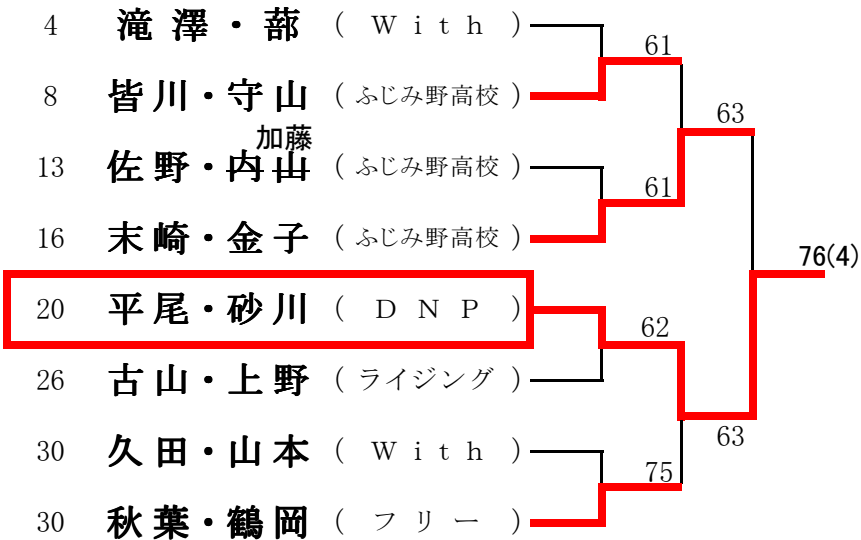 4 滝澤・蔀 ( With )
61
8 皆川・守山 ( ふじみ野高校 )
63
加藤
13 佐野・内山 ( ふじみ野高校 )
61
16 末崎・金子 ( ふじみ野高校 )
76(4)
20 平尾・砂川 ( DNP )
62
26 古山・上野 ( ライジング )
63
30 久田・山本 ( With )
75
30 秋葉・鶴岡 ( フリー )